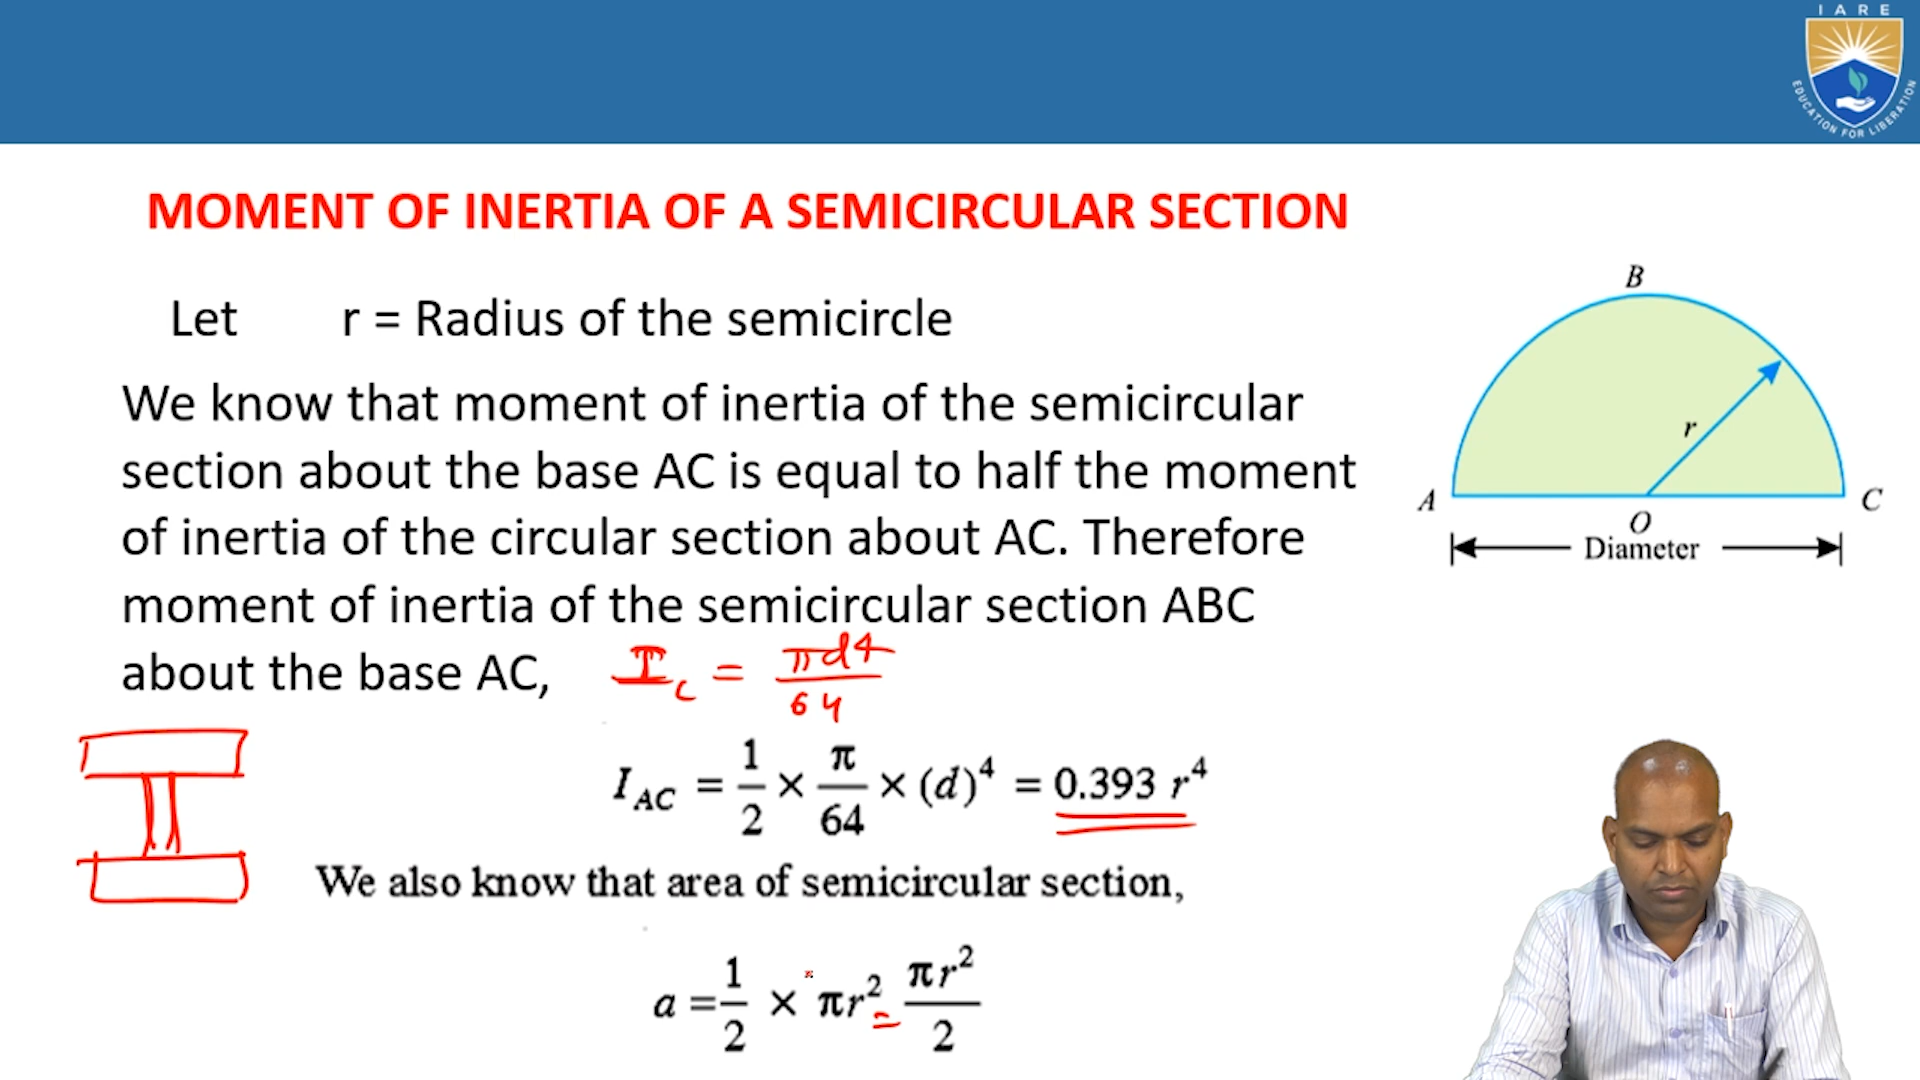 IARE
EDUCATION FOR LIBERATION
MOMENT OF INERTIA OF A SEMICIRCULAR SECTION
Let r = Radius of the semicircle
We know that moment of inertia of the semicircular
section about the base AC is equal to half the moment
of inertia of the circular section about AC. Therefore
moment of inertia of the semicircular section ABC
about the base AC, I_c = πd4/64
I_AC = 1/2 × π/64 × (d)⁴ = 0.393 r⁴
We also know that area of semicircular section,
a = 1/2 × πr² = πr²/2
B
r
A
C
O
Diameter